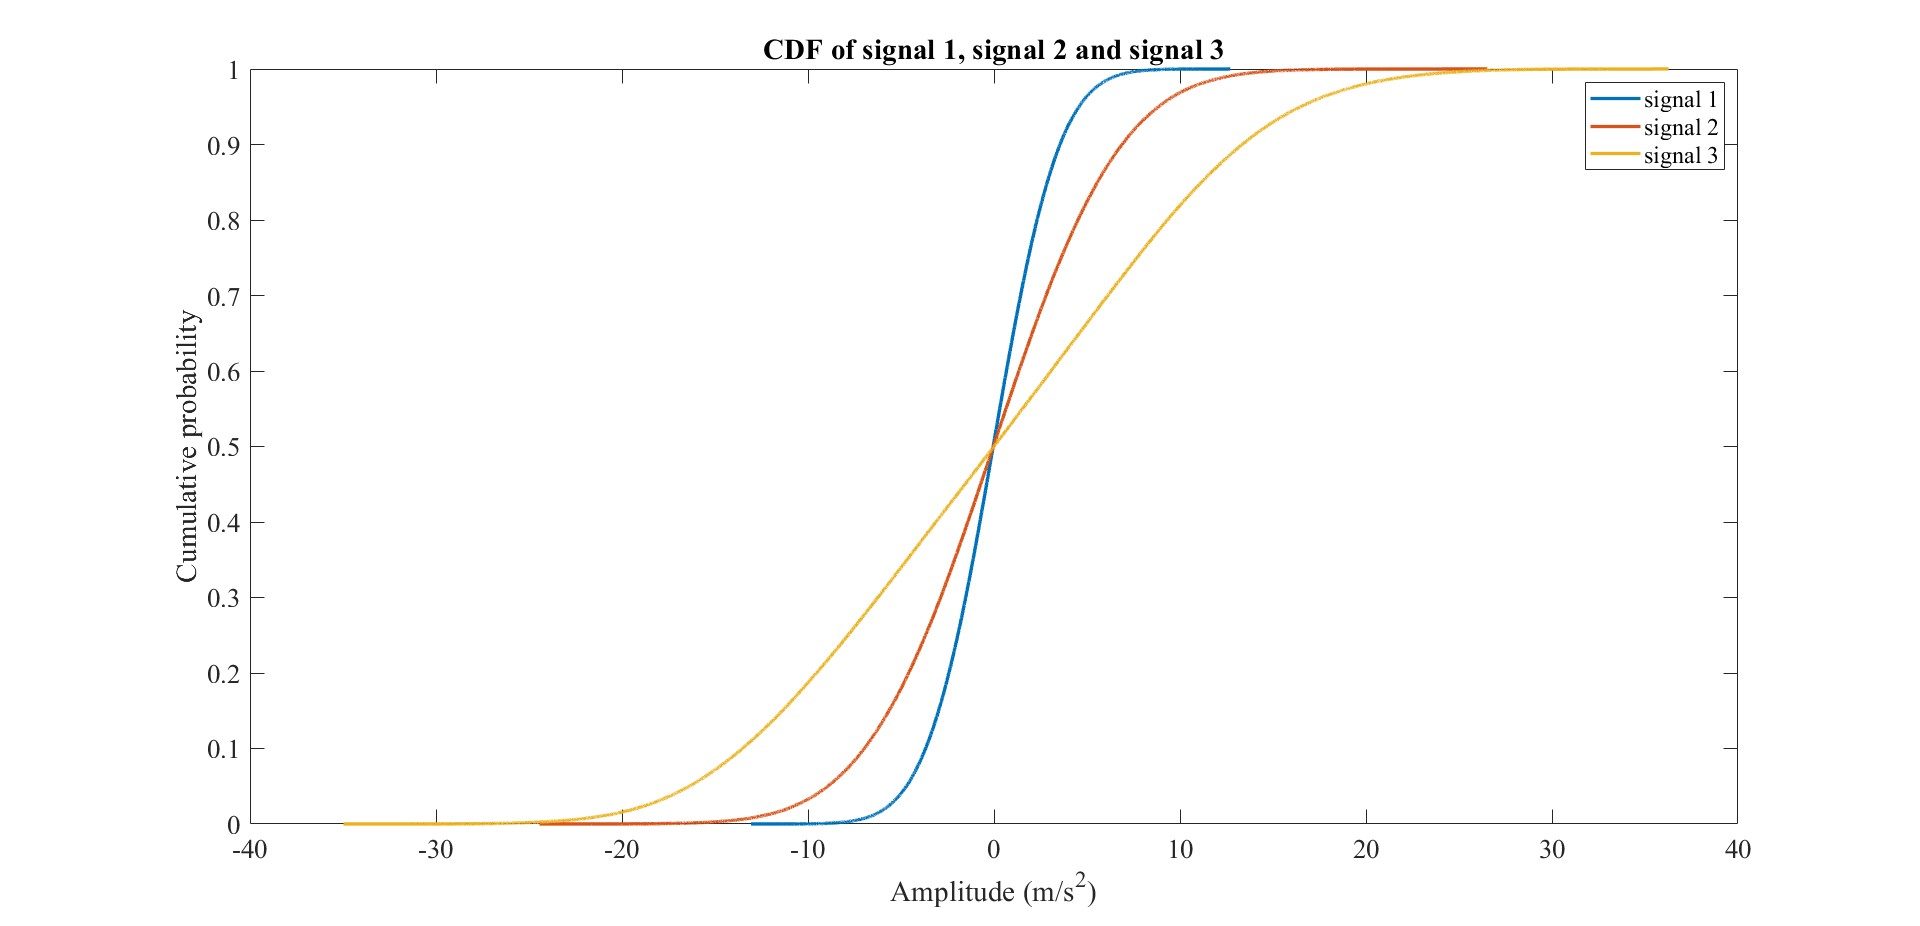 CDF of signal 1, signal 2 and signal 3
1
0.9
0.8
0.7
0.6
0.5
0.4
0.3
0.2
0.1
0
Cumulative probability
signal 1
signal 2
signal 3
-40 -30 -20 -10 0 10 20 30 40
Amplitude (m/s²)